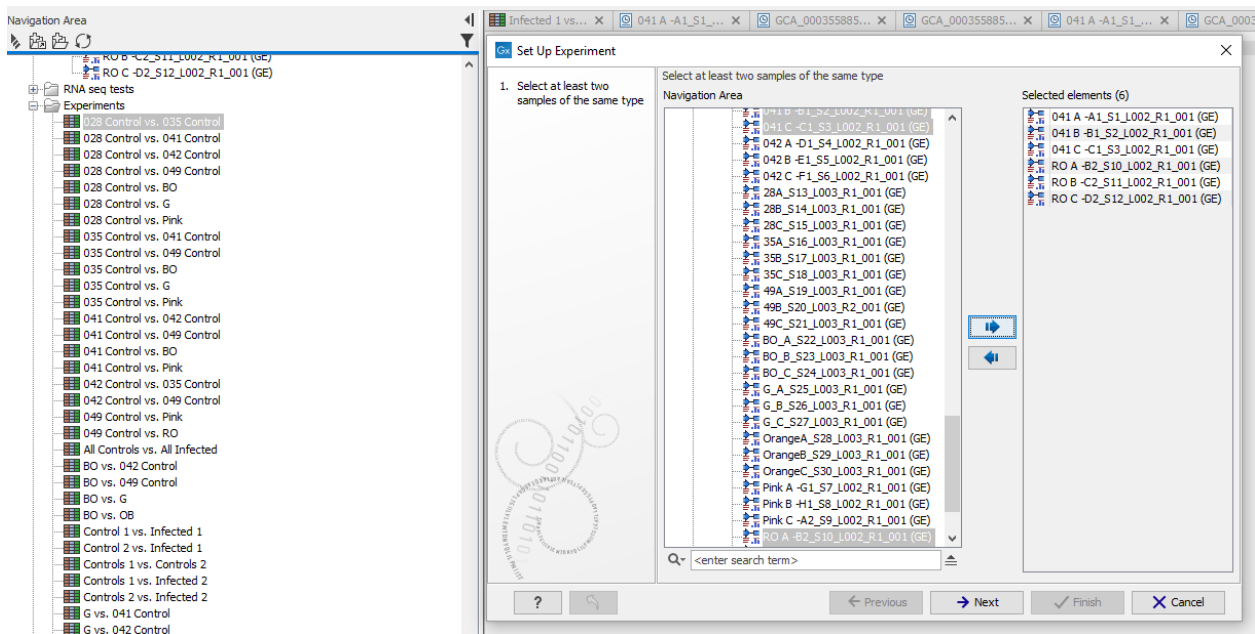 Navigation Area
RO B -C2_S11_L002_R1_001 (GE)
RO C -D2_S12_L002_R1_001 (GE)
RNA seq tests
Experiments
028 Control vs. 035 Control
028 Control vs. 041 Control
028 Control vs. 042 Control
028 Control vs. 049 Control
028 Control vs. BO
028 Control vs. G
028 Control vs. Pink
035 Control vs. 041 Control
035 Control vs. 049 Control
035 Control vs. BO
035 Control vs. G
035 Control vs. Pink
041 Control vs. 042 Control
041 Control vs. 049 Control
041 Control vs. BO
041 Control vs. Pink
042 Control vs. 035 Control
042 Control vs. 049 Control
049 Control vs. Pink
049 Control vs. RO
All Controls vs. All Infected
BO vs. 042 Control
BO vs. 049 Control
BO vs. G
BO vs. OB
Control 1 vs. Infected 1
Control 2 vs. Infected 1
Controls 1 vs. Controls 2
Controls 1 vs. Infected 2
Controls 2 vs. Infected 2
G vs. 041 Control
G vs. 042 Control
Infected 1 vs...
041 A -A1_S1_...
GCA_000355885...
GCA_000355885...
041 A -A1_S1_...
GCA_0003
Gx Set Up Experiment
1. Select at least two
samples of the same type
Select at least two samples of the same type
Navigation Area
041 B -B1_S2_L002_R1_001 (GE)
041 C -C1_S3_L002_R1_001 (GE)
042 A -D1_S4_L002_R1_001 (GE)
042 B -E1_S5_L002_R1_001 (GE)
042 C -F1_S6_L002_R1_001 (GE)
28A_S13_L003_R1_001 (GE)
28B_S14_L003_R1_001 (GE)
28C_S15_L003_R1_001 (GE)
35A_S16_L003_R1_001 (GE)
35B_S17_L003_R1_001 (GE)
35C_S18_L003_R1_001 (GE)
49A_S19_L003_R1_001 (GE)
49B_S20_L003_R2_001 (GE)
49C_S21_L003_R1_001 (GE)
BO_A_S22_L003_R1_001 (GE)
BO_B_S23_L003_R1_001 (GE)
BO_C_S24_L003_R1_001 (GE)
G_A_S25_L003_R1_001 (GE)
G_B_S26_L003_R1_001 (GE)
G_C_S27_L003_R1_001 (GE)
OrangeA_S28_L003_R1_001 (GE)
OrangeB_S29_L003_R1_001 (GE)
OrangeC_S30_L003_R1_001 (GE)
Pink A -G1_S7_L002_R1_001 (GE)
Pink B -H1_S8_L002_R1_001 (GE)
Pink C -A2_S9_L002_R1_001 (GE)
RO A -B2_S10_L002_R1_001 (GE)
<enter search term>
Selected elements (6)
041 A -A1_S1_L002_R1_001 (GE)
041 B -B1_S2_L002_R1_001 (GE)
041 C -C1_S3_L002_R1_001 (GE)
RO A -B2_S10_L002_R1_001 (GE)
RO B -C2_S11_L002_R1_001 (GE)
RO C -D2_S12_L002_R1_001 (GE)
?
Previous
Next
Finish
Cancel